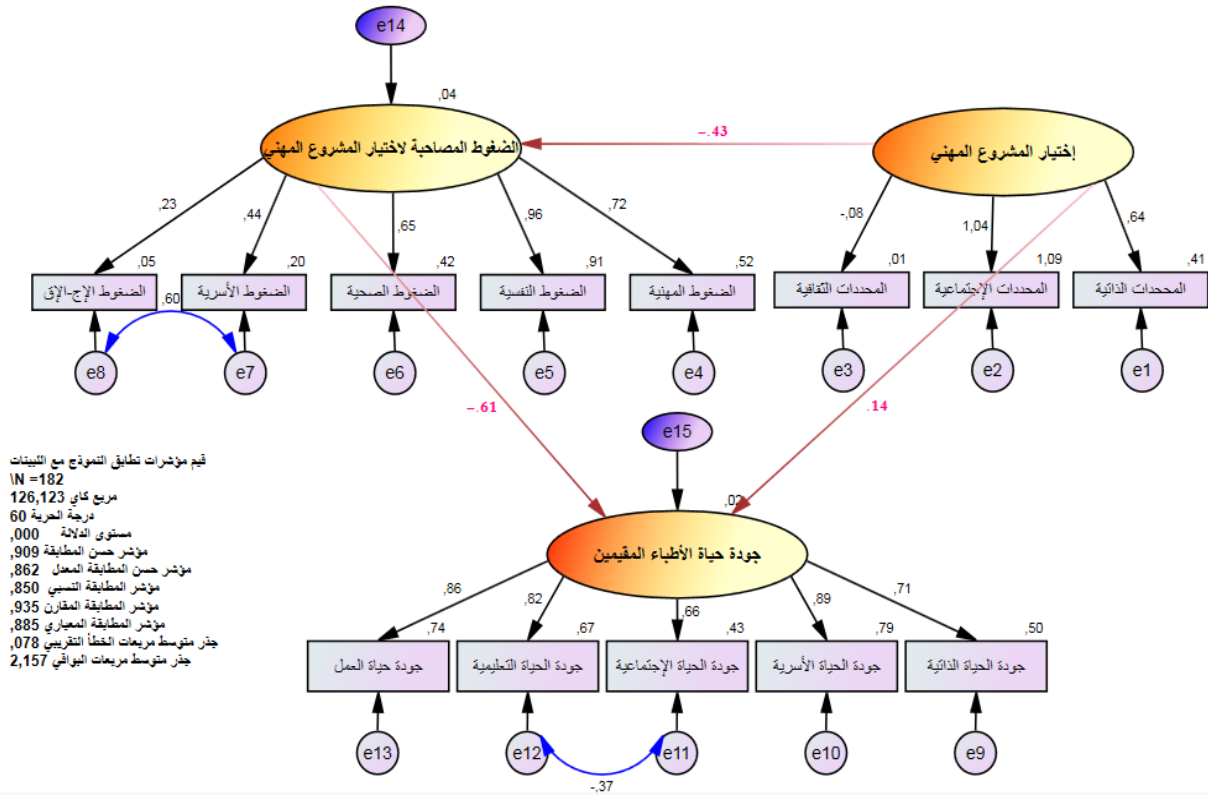 e14
,04
الضغوط المصاحبة لاختيار المشروع المهني
–.43
إختيار المشروع المهني
,23
,44
,65
,96
,72
-,08
1,04
,64
,05
,20
,42
,91
,52
,01
1,09
,41
الضغوط الإج-الإق
,60
الضغوط الأسرية
الضغوط الصحية
الضغوط النفسية
الضغوط المهنية
المحددات الثقافية
المحددات الإجتماعية
المحددات الذاتية
e8
e7
e6
e5
e4
e3
e2
e1
–.61
.14
e15
,02
جودة حياة الأطباء المقيمين
قيم مؤشرات تطابق النموذج مع البيينات
\N =182
مربع كاي 126,123
درجة الحرية 60
مستوى الدلالة ,000
مؤشر حسن المطابقة ,909
مؤشر حسن المطابقة المعدل ,862
مؤشر المطابقة النسبي ,850
مؤشر المطابقة المقارن ,935
مؤشر المطابقة المعياري ,885
جذر متوسط مربعات الخطأ التقريبي ,078
جذر متوسط مربعات البواقي 2,157
,86
,82
,66
,89
,71
,74
,67
,43
,79
,50
جودة حياة العمل
جودة الحياة التعليمية
جودة الحياة الإجتماعية
جودة الحياة الأسرية
جودة الحياة الذاتية
e13
e12
e11
e10
e9
-,37